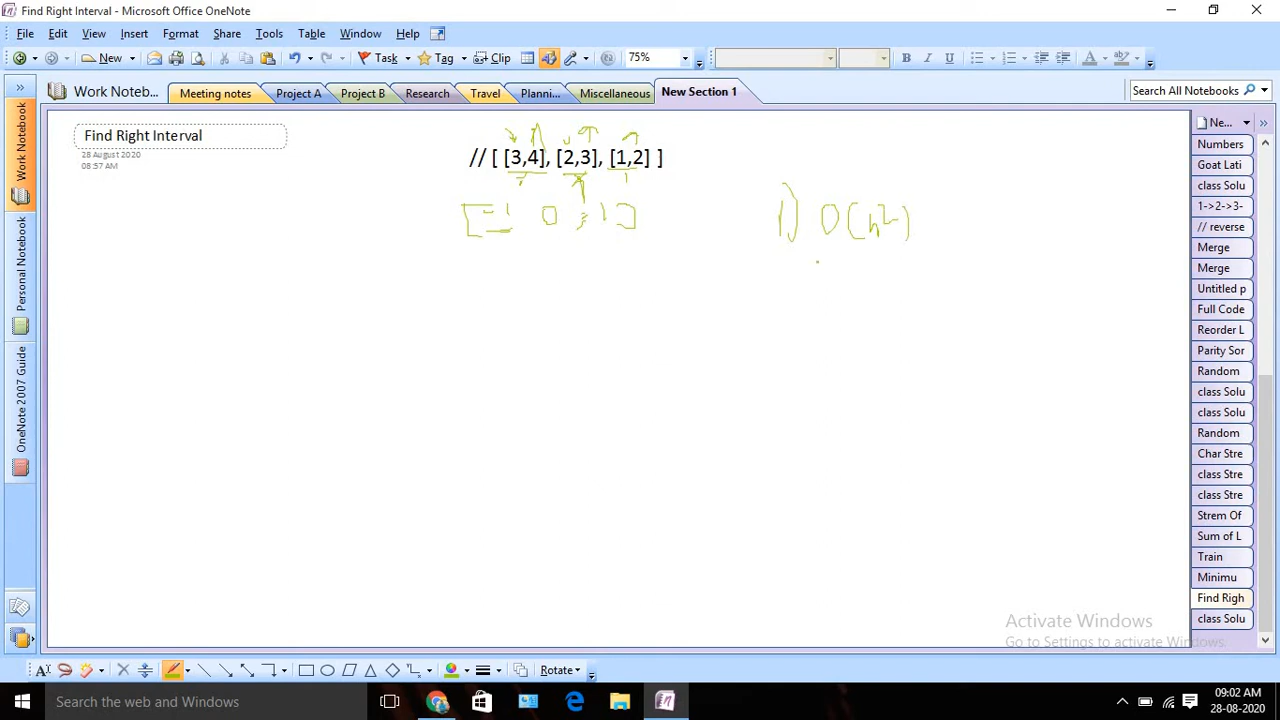 Find Right Interval - Microsoft Office OneNote
File Edit View Insert Format Share Tools Table Window Help
New Task Tag Clip 75% B I U A ab
» Work Noteb... Meeting notes Project A Project B Research Travel Planni... Miscellaneous New Section 1 Search All Notebooks
Work Notebook
Personal Notebook
OneNote 2007 Guide
Find Right Interval
28 August 2020
08:57 AM
// [ [3,4], [2,3], [1,2] ]
[ -1 0 1 ]
1) O(n2)
Ne... »
Numbers
Goat Lati
class Solu
1->2->3-
// reverse
Merge
Merge
Untitled p
Full Code
Reorder L
Parity Sor
Random
class Solu
class Solu
Random
Char Stre
class Stre
class Stre
Strem Of
Sum of L
Train
Minimu
Find Righ
class Solu
Activate Windows
Go to Settings to activate Windows.
A Rotate
Search the web and Windows
09:02 AM
28-08-2020